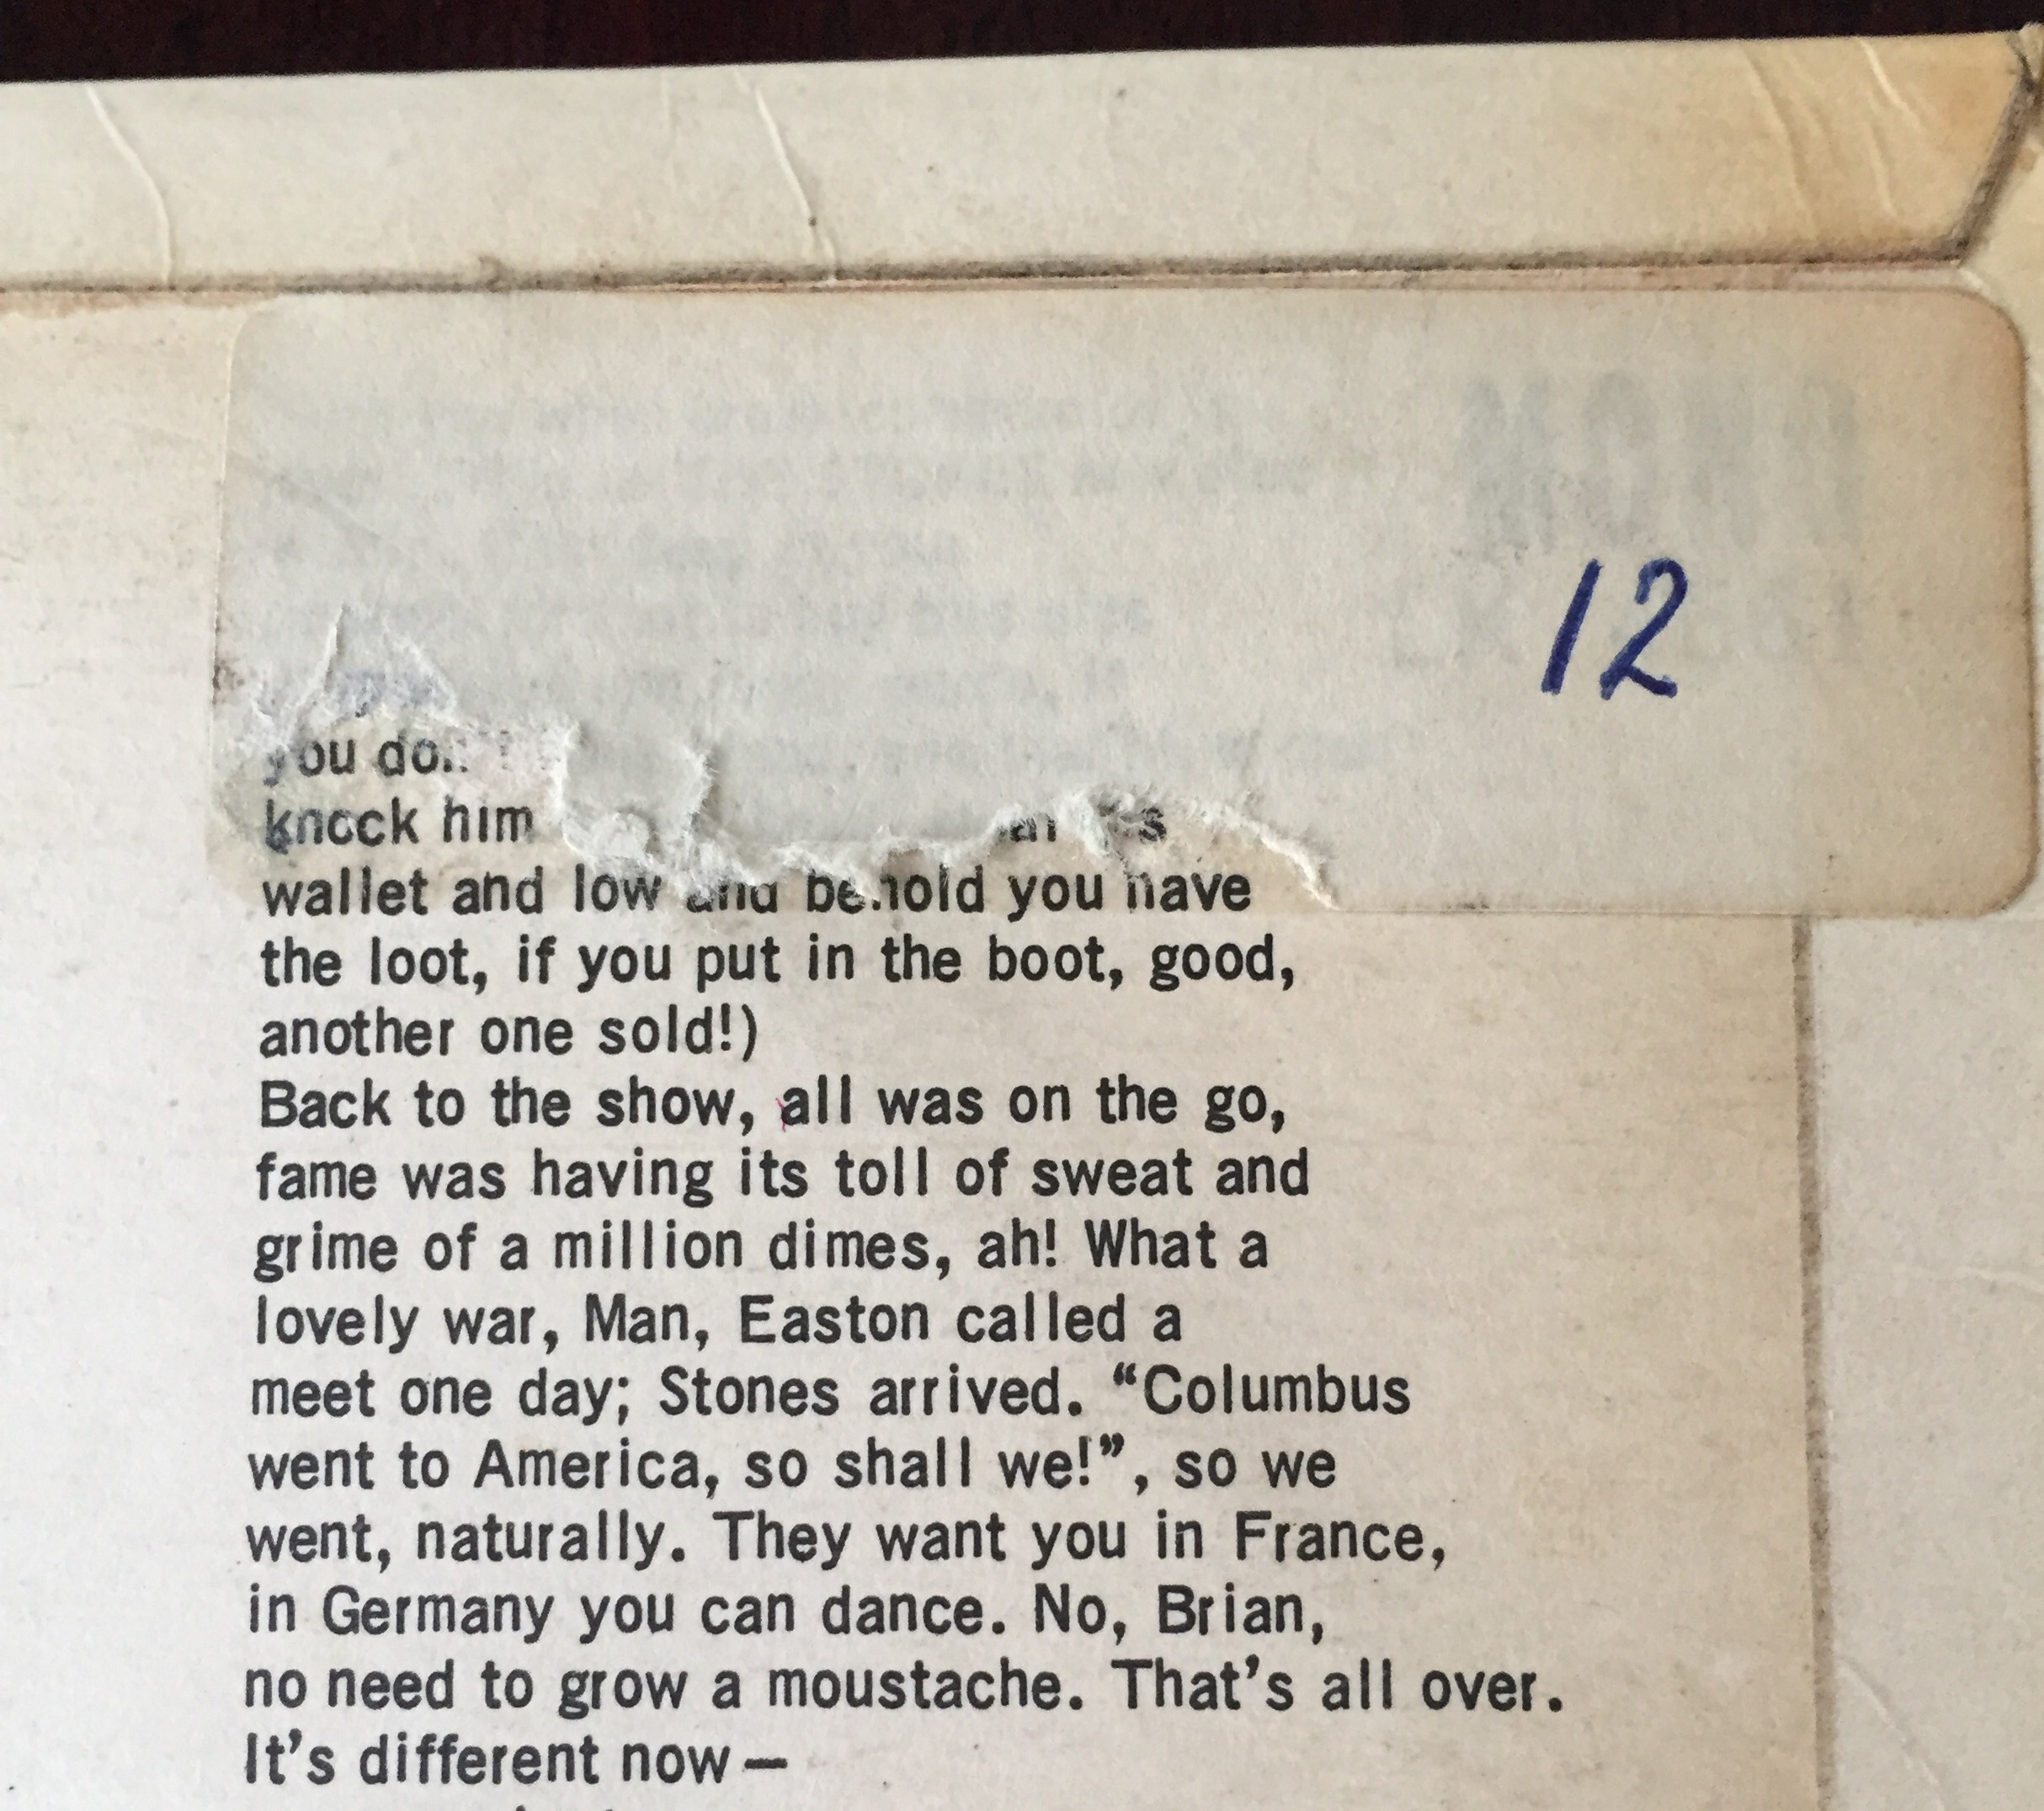 12
you
knock him
wallet and low and behold you have
the loot, if you put in the boot, good,
another one sold!)
Back to the show, all was on the go,
fame was having its toll of sweat and
grime of a million dimes, ah! What a
lovely war, Man, Easton called a
meet one day; Stones arrived. “Columbus
went to America, so shall we!”, so we
went, naturally. They want you in France,
in Germany you can dance. No, Brian,
no need to grow a moustache. That’s all over.
It’s different now—